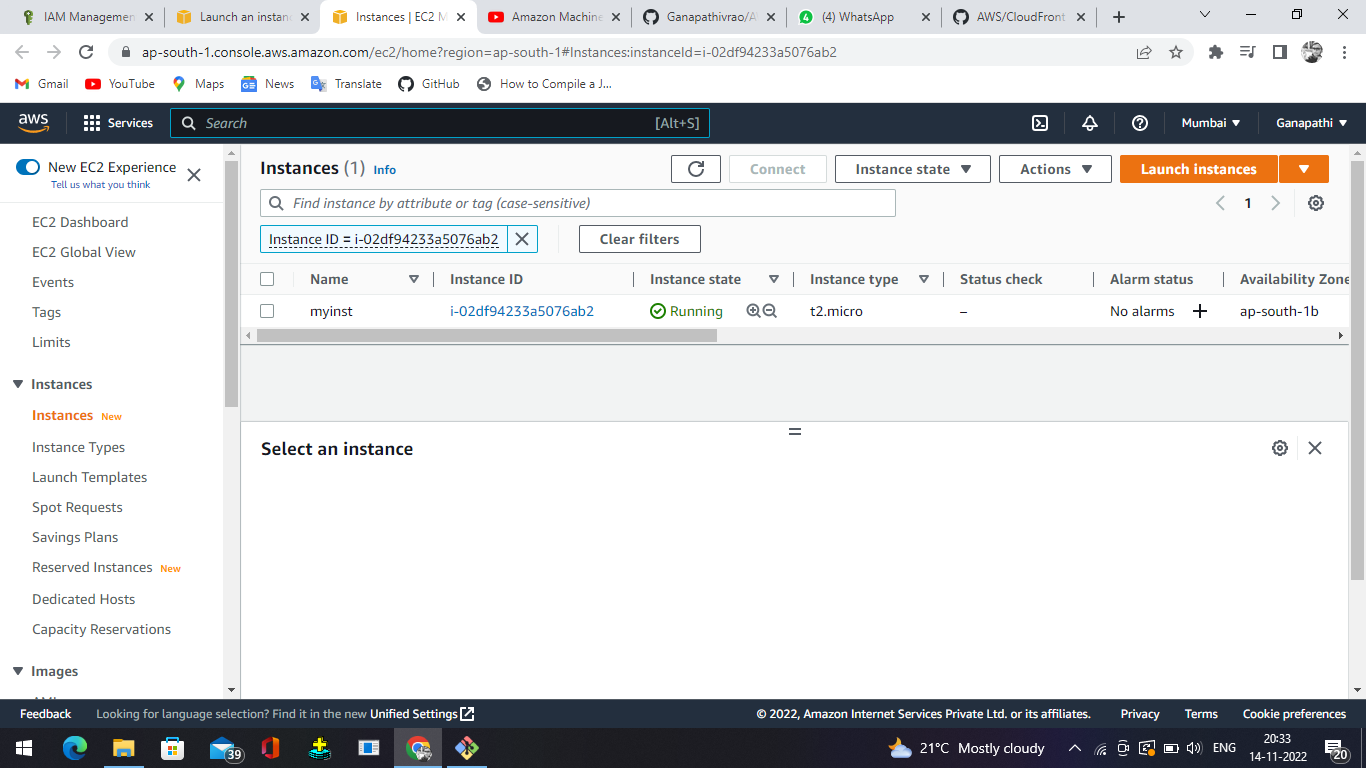 IAM Managemen
Launch an instan
Instances | EC2 M
Amazon Machine
Ganapathivrao/A
(4) WhatsApp
AWS/CloudFront
ap-south-1.console.aws.amazon.com/ec2/home?region=ap-south-1#Instances:instanceId=i-02df94233a5076ab2
Gmail YouTube Maps News Translate GitHub How to Compile a J...
aws Services Search [Alt+S] Mumbai Ganapathi
New EC2 Experience
Tell us what you think
EC2 Dashboard
EC2 Global View
Events
Tags
Limits
Instances
Instances New
Instance Types
Launch Templates
Spot Requests
Savings Plans
Reserved Instances New
Dedicated Hosts
Capacity Reservations
Images
Instances (1) Info
Connect Instance state Actions Launch instances
Find instance by attribute or tag (case-sensitive)
1
Instance ID = i-02df94233a5076ab2
Clear filters
Name Instance ID Instance state Instance type Status check Alarm status Availability Zone
myinst i-02df94233a5076ab2 Running t2.micro – No alarms + ap-south-1b
Select an instance
Feedback Looking for language selection? Find it in the new Unified Settings © 2022, Amazon Internet Services Private Ltd. or its affiliates. Privacy Terms Cookie preferences
39
21°C Mostly cloudy
ENG
20:33
14-11-2022
20